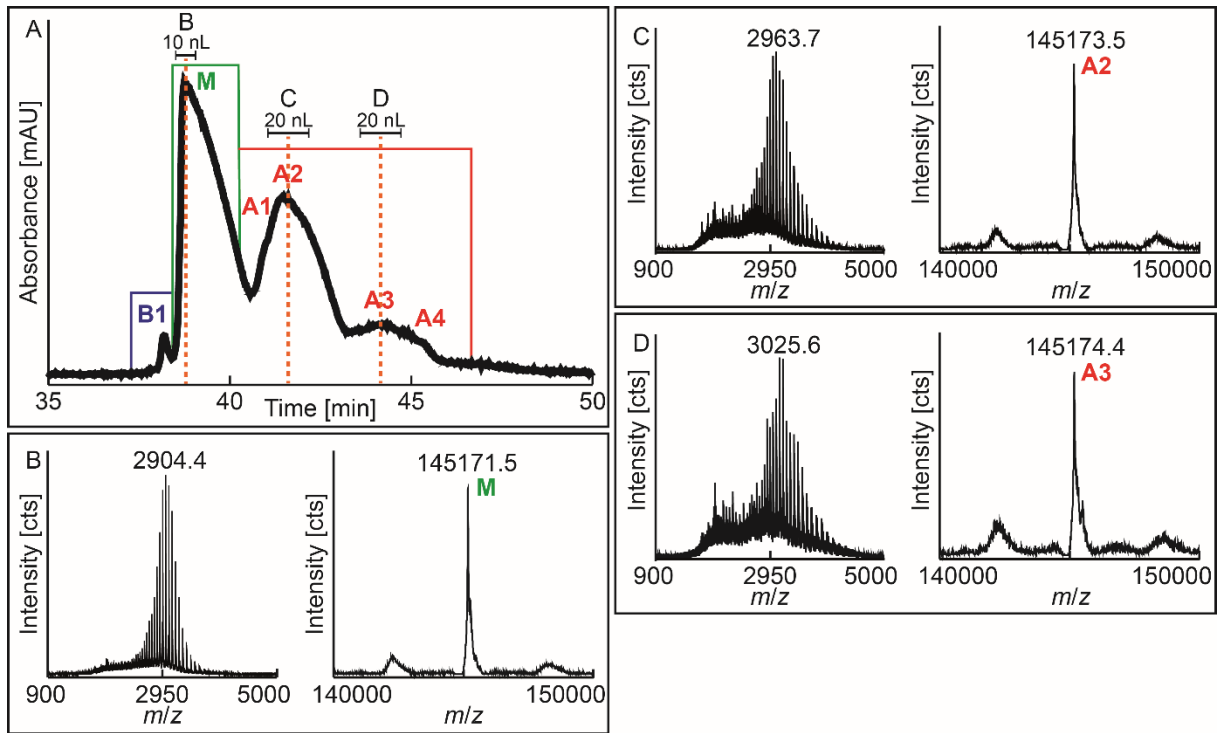 A
B
10 nL
M
C
20 nL
D
20 nL
A2
A1
B1
A3
A4
Absorbance [mAU]
35 40 45 50
Time [min]
B
2904.4
Intensity [cts]
900 2950 5000
m/z
145171.5
M
Intensity [cts]
140000 150000
m/z
C
2963.7
Intensity [cts]
900 2950 5000
m/z
145173.5
A2
Intensity [cts]
140000 150000
m/z
D
3025.6
Intensity [cts]
900 2950 5000
m/z
145174.4
A3
Intensity [cts]
140000 150000
m/z